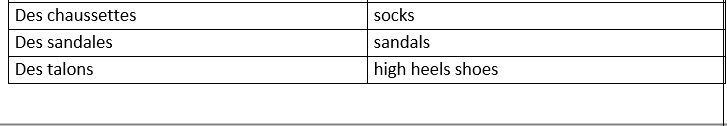 Des chaussettes socks
Des sandales sandals
Des talons high heels shoes